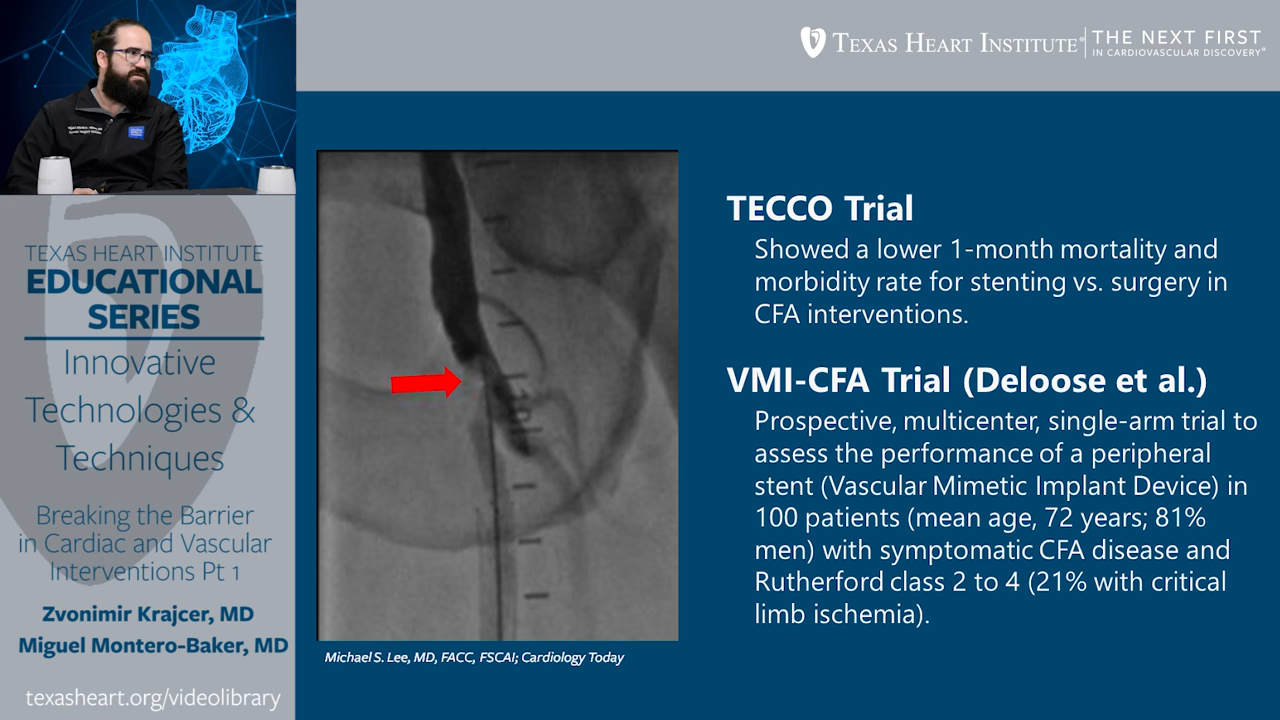 TEXAS HEART INSTITUTE®
THE NEXT FIRST
IN CARDIOVASCULAR DISCOVERY®
TEXAS HEART INSTITUTE
EDUCATIONAL
SERIES
Innovative
Technologies &
Techniques
Breaking the Barrier
in Cardiac and Vascular
Interventions Pt 1
Zvonimir Krajcer, MD
Miguel Montero-Baker, MD
texasheart.org/videolibrary
Michael S. Lee, MD, FACC, FSCAI; Cardiology Today
TECCO Trial
Showed a lower 1-month mortality and
morbidity rate for stenting vs. surgery in
CFA interventions.
VMI-CFA Trial (Deloose et al.)
Prospective, multicenter, single-arm trial to
assess the performance of a peripheral
stent (Vascular Mimetic Implant Device) in
100 patients (mean age, 72 years; 81%
men) with symptomatic CFA disease and
Rutherford class 2 to 4 (21% with critical
limb ischemia).